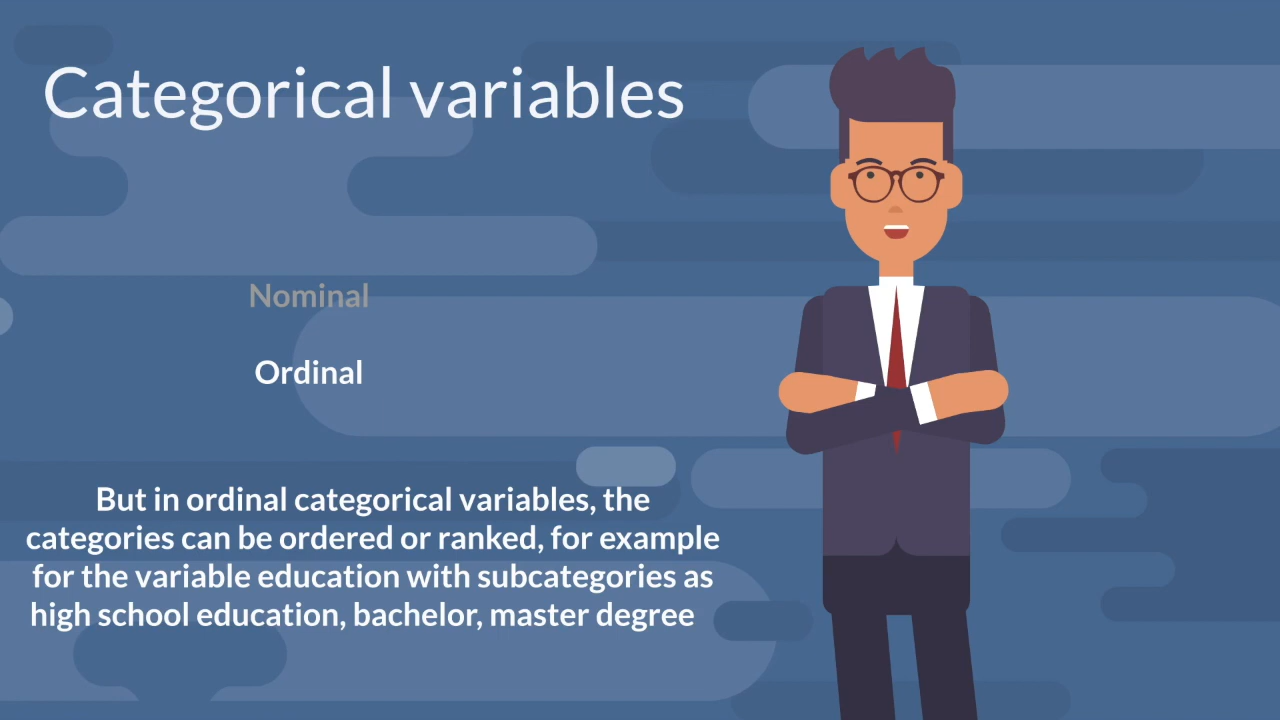 Categorical variables
Nominal
Ordinal
But in ordinal categorical variables, the
categories can be ordered or ranked, for example
for the variable education with subcategories as
high school education, bachelor, master degree